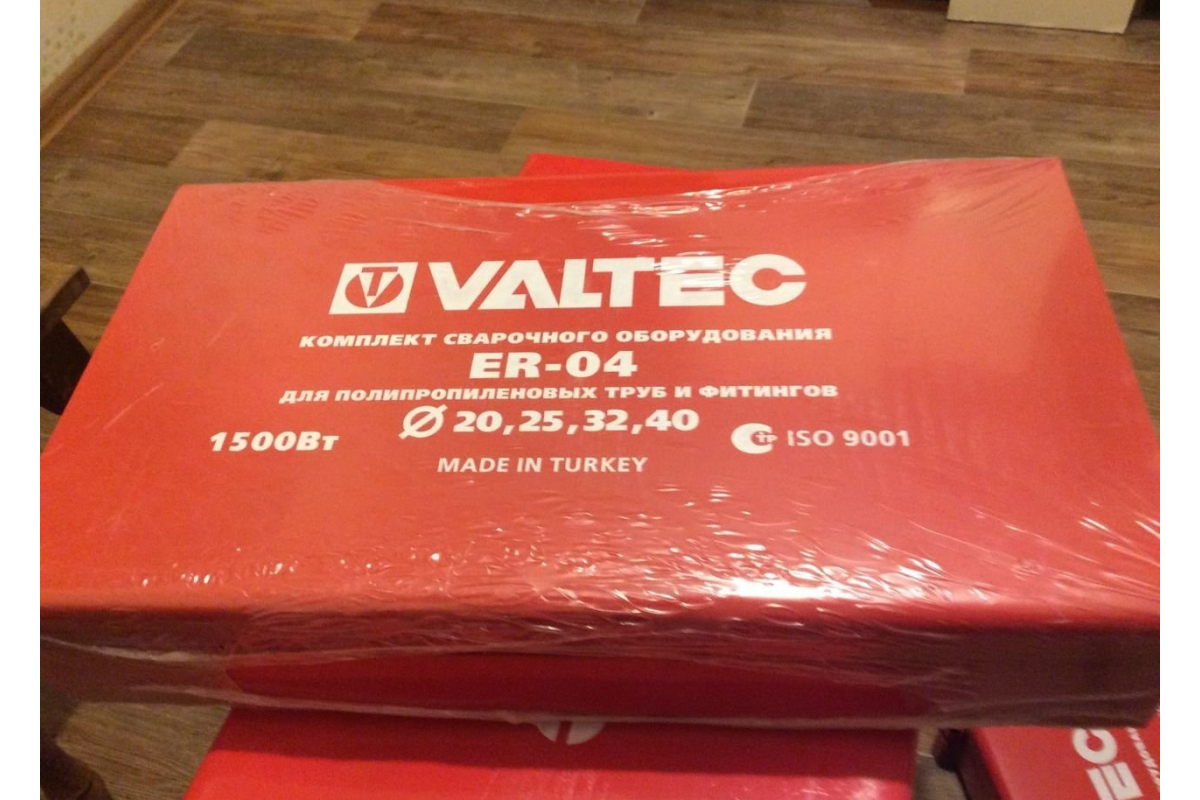 VALTEC
КОМПЛЕКТ СВАРОЧНОГО ОБОРУДОВАНИЯ
ER-04
ДЛЯ ПОЛИПРОПИЛЕНОВЫХ ТРУБ И ФИТИНГОВ
1500Вт
Ø 20,25,32,40
ISO 9001
MADE IN TURKEY
EC